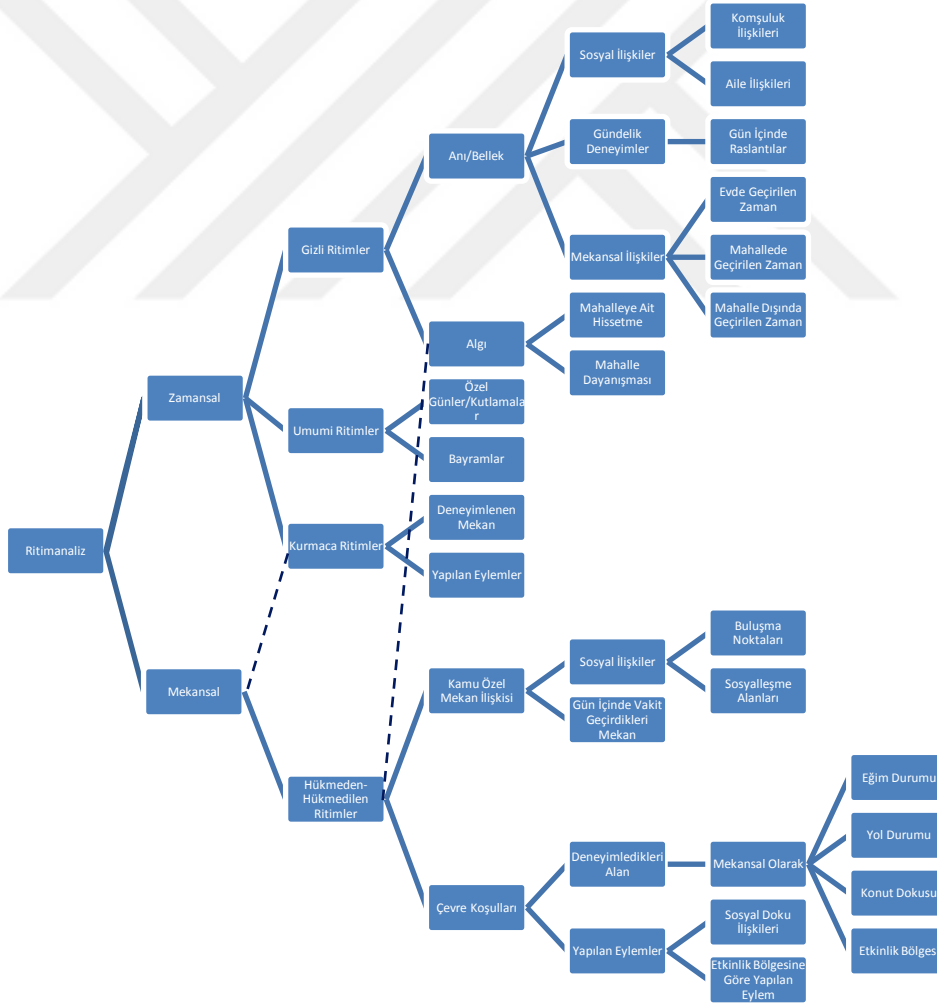 Ritimanaliz
Zamansal
Gizli Ritimler
Anı/Bellek
Sosyal İlişkiler
Komşuluk
İlişkileri
Aile İlişkileri
Gündelik
Deneyimler
Gün İçinde
Raslantılar
Mekansal İlişkiler
Evde Geçirilen
Zaman
Mahallede
Geçirilen Zaman
Mahalle Dışında
Geçirilen Zaman
Algı
Mahalleye Ait
Hissetme
Mahalle
Dayanışması
Umumi Ritimler
Özel
Günler/Kutlamala
r
Bayramlar
Kurmaca Ritimler
Deneyimlenen
Mekan
Yapılan Eylemler
Mekansal
Hükmeden-
Hükmedilen
Ritimler
Kamu Özel
Mekan İlişkisi
Sosyal İlişkiler
Buluşma
Noktaları
Sosyalleşme
Alanları
Gün İçinde Vakit
Geçirdikleri
Mekan
Çevre Koşulları
Deneyimledikleri
Alan
Mekansal Olarak
Eğim Durumu
Yol Durumu
Konut Dokusu
Etkinlik Bölges
Yapılan Eylemler
Sosyal Doku
İlişkileri
Etkinlik Bölgesine
Göre Yapılan
Eylem